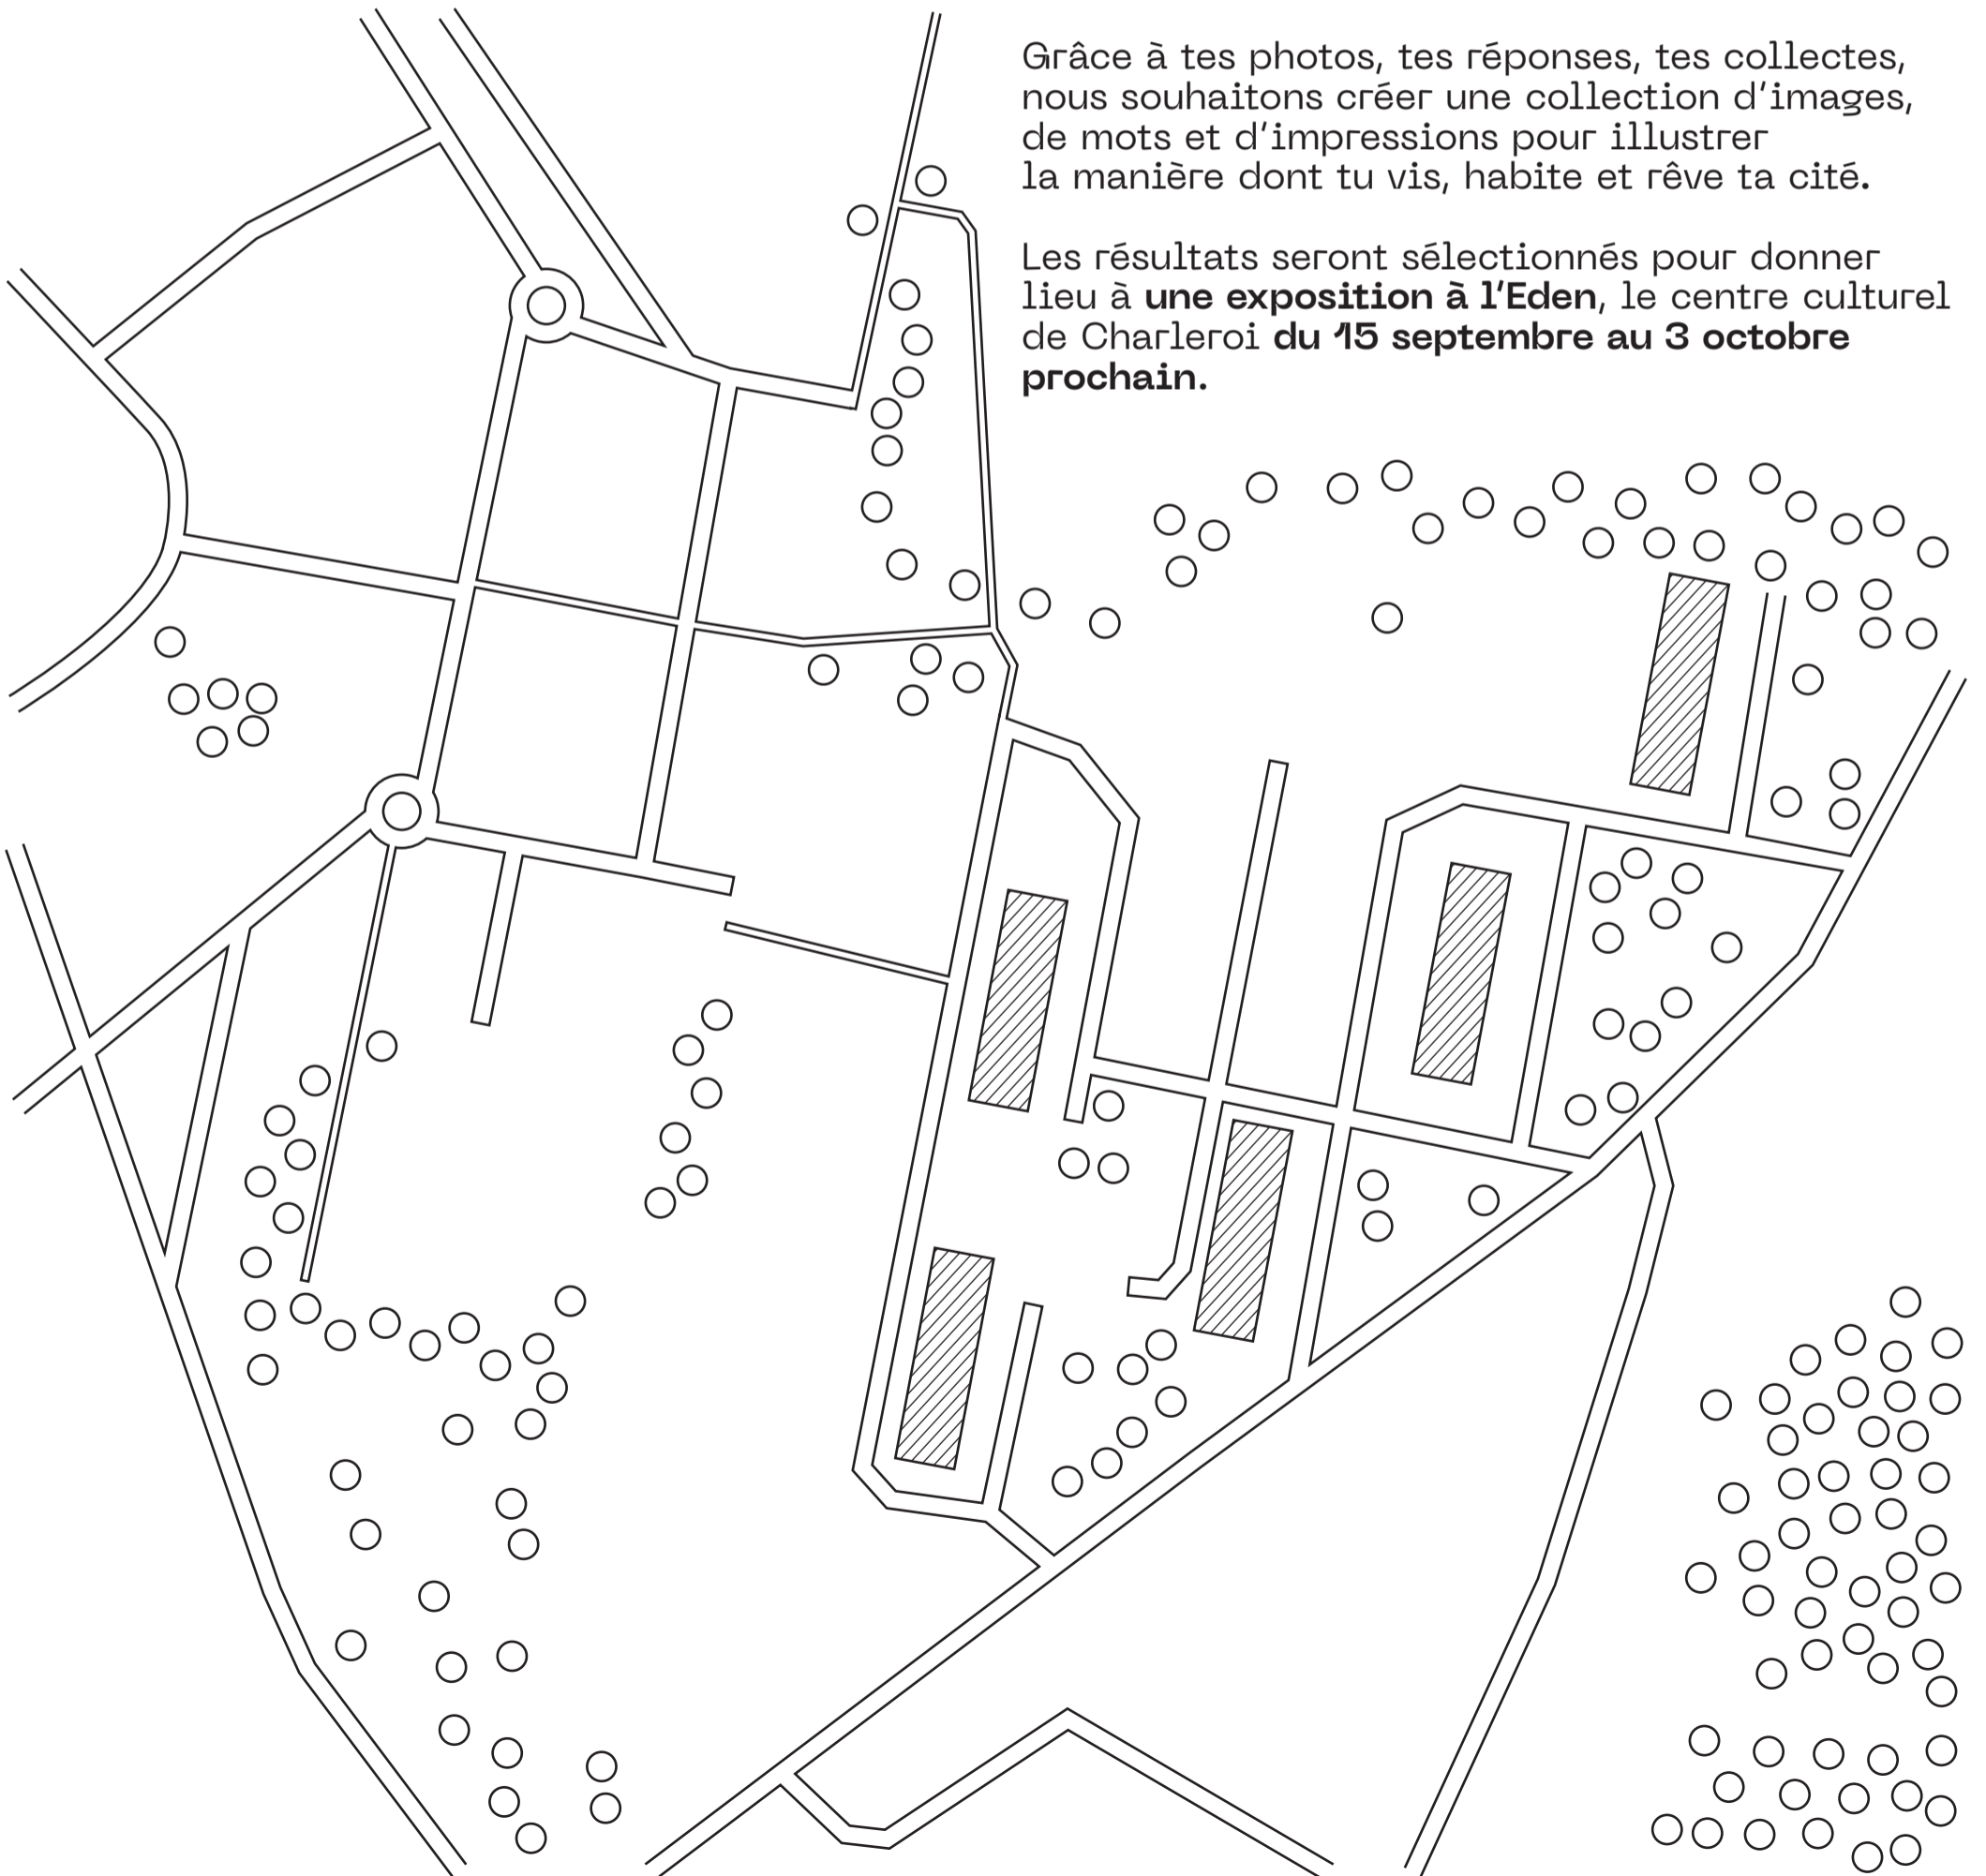 Grâce à tes photos, tes réponses, tes collectes,
nous souhaitons créer une collection d’images,
de mots et d’impressions pour illustrer
la manière dont tu vis, habite et rêve ta cité.
Les résultats seront sélectionnés pour donner
lieu à une exposition à l’Eden, le centre culturel
de Charleroi du 15 septembre au 3 octobre
prochain.